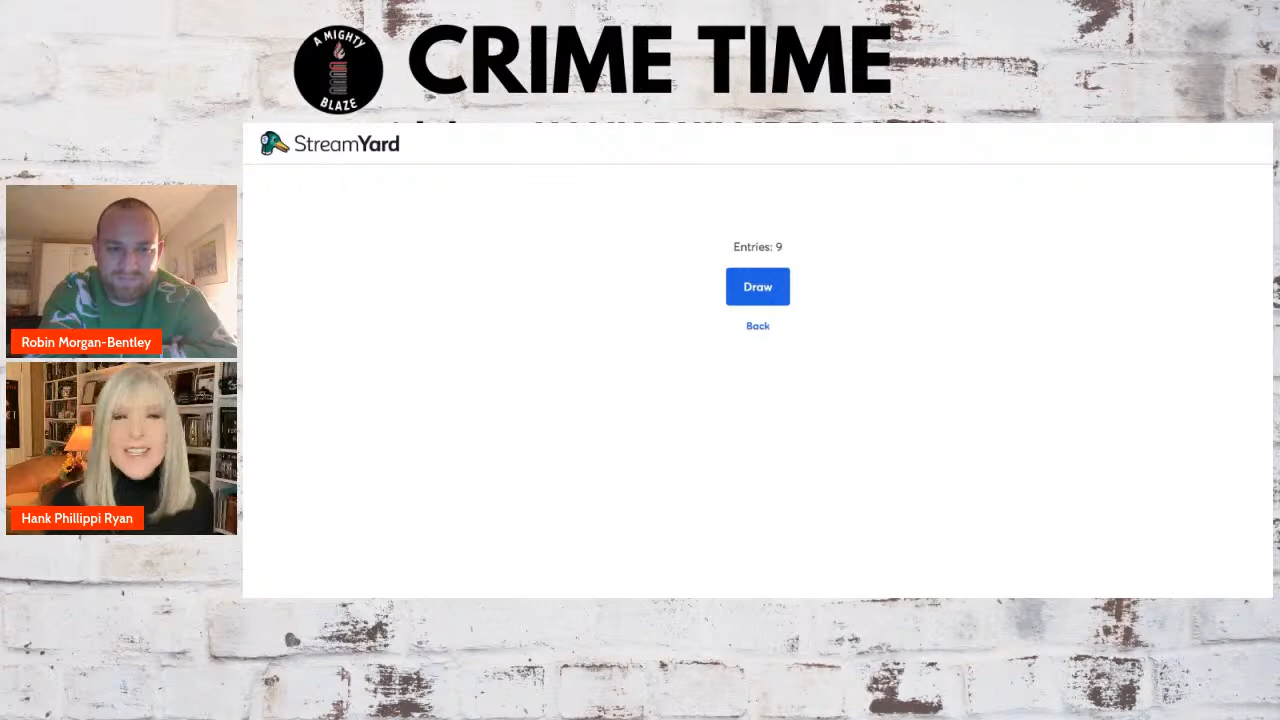 A MIGHTY
BLAZE
CRIME TIME
StreamYard
Entries: 9
Draw
Back
Robin Morgan-Bentley
Hank Phillippi Ryan